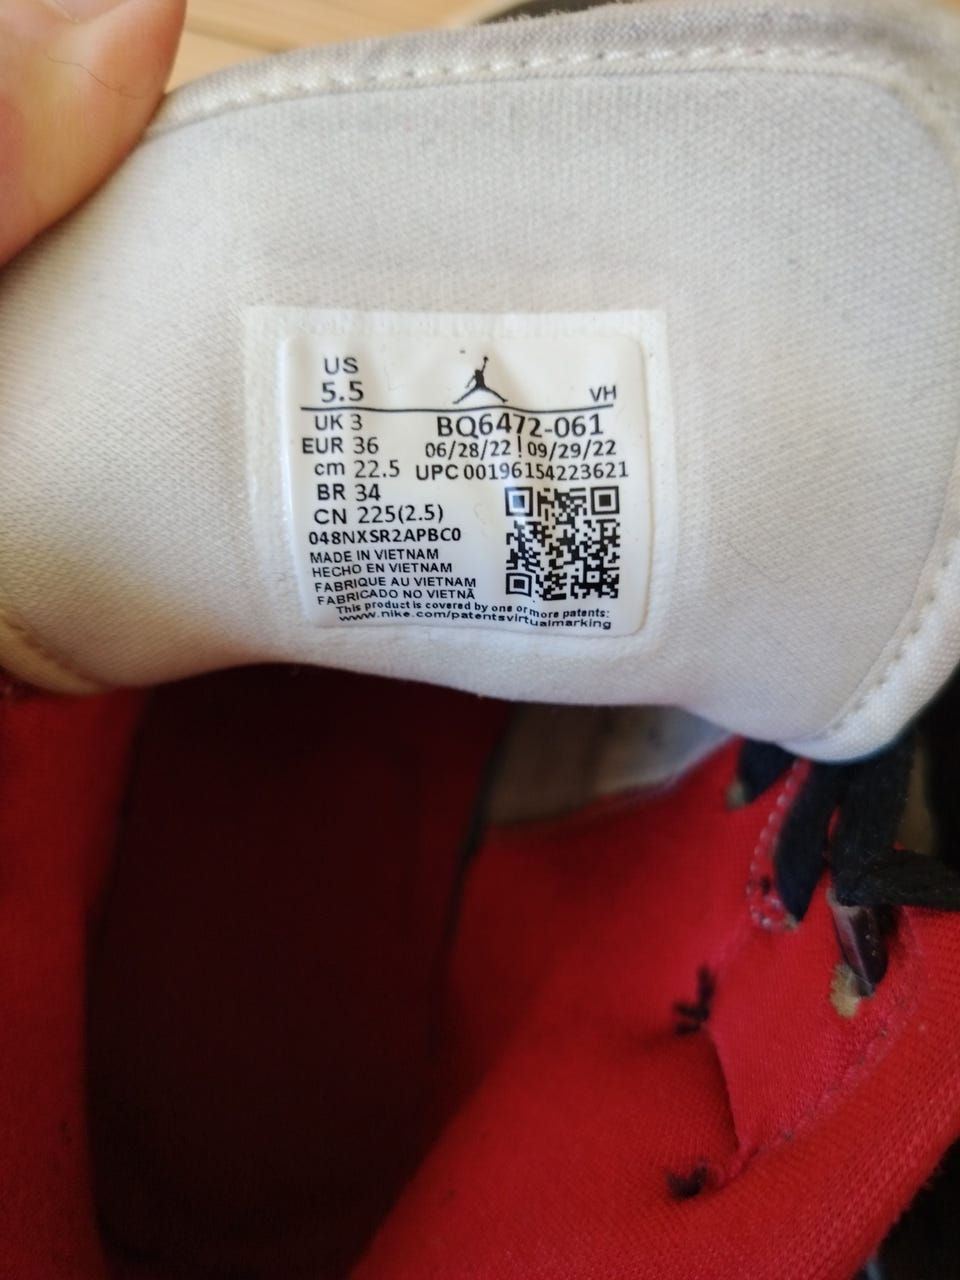 US
5.5
VH
UK 3
EUR 36
cm 22.5
BR 34
CN 225(2.5)
BQ6472-061
06/28/22 | 09/29/22
UPC 00196154223621
048NXSR2APBC0
MADE IN VIETNAM
HECHO EN VIETNAM
FABRIQUE AU VIETNAM
FABRICADO NO VIETNÃ
This product is covered by one or more patents:
www.nike.com/patentsvirtualmarking